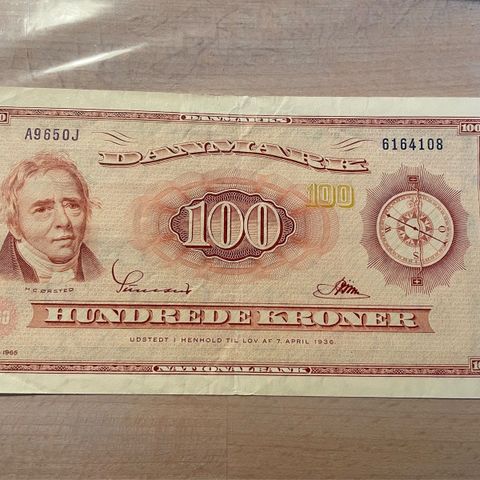 DANMARKS
100
A9650J
6164108
DANMARK
100
100
H.C. ØRSTED
HUNDREDE KRONER
UDSTEDT I HENHOLD TIL LOV AF 7. APRIL 1936
1965
NATIONALBANK